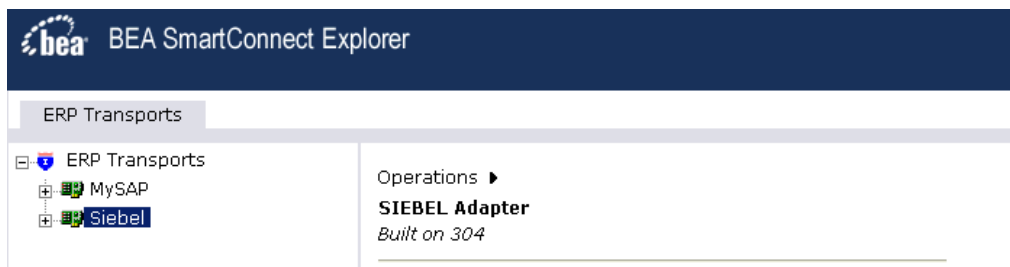 bea BEA SmartConnect Explorer
ERP Transports
ERP Transports
MySAP
Siebel
Operations
SIEBEL Adapter
Built on 304